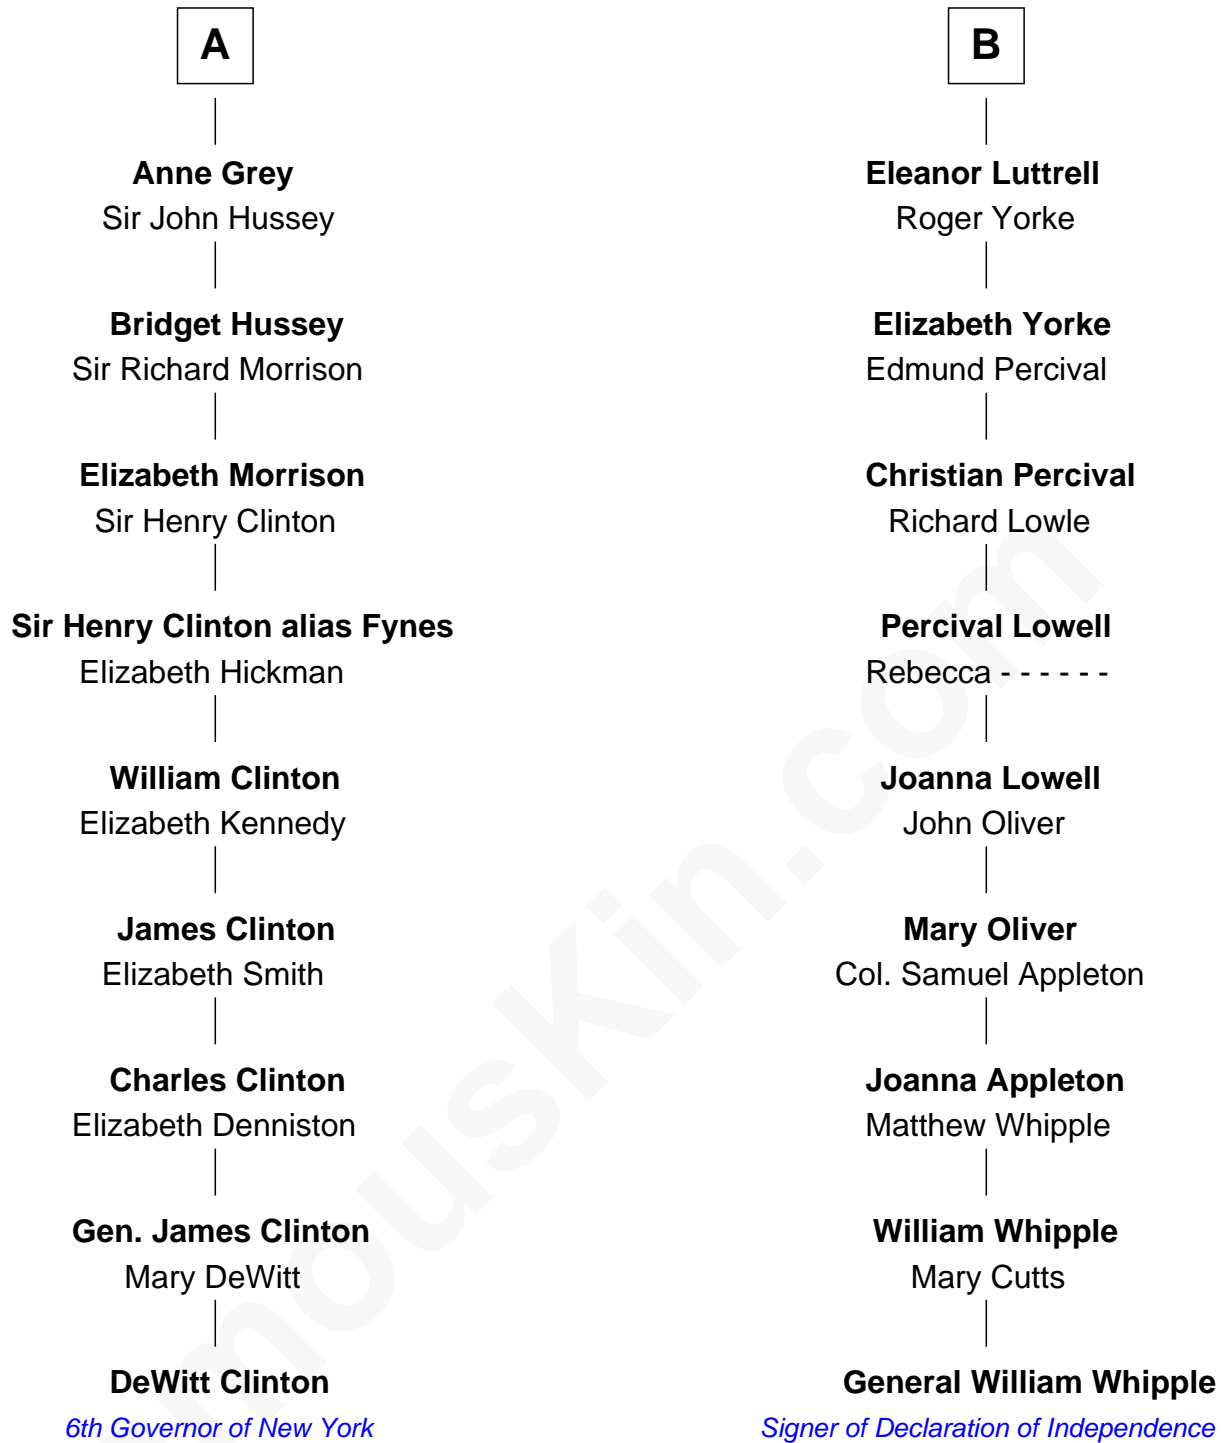 A
Anne Grey
Sir John Hussey
Bridget Hussey
Sir Richard Morrison
Elizabeth Morrison
Sir Henry Clinton
Sir Henry Clinton alias Fynes
Elizabeth Hickman
William Clinton
Elizabeth Kennedy
James Clinton
Elizabeth Smith
Charles Clinton
Elizabeth Denniston
Gen. James Clinton
Mary DeWitt
DeWitt Clinton
6th Governor of New York
B
Eleanor Luttrell
Roger Yorke
Elizabeth Yorke
Edmund Percival
Christian Percival
Richard Lowle
Percival Lowell
Rebecca - - - - - -
Joanna Lowell
John Oliver
Mary Oliver
Col. Samuel Appleton
Joanna Appleton
Matthew Whipple
William Whipple
Mary Cutts
General William Whipple
Signer of Declaration of Independence
mousKin.com